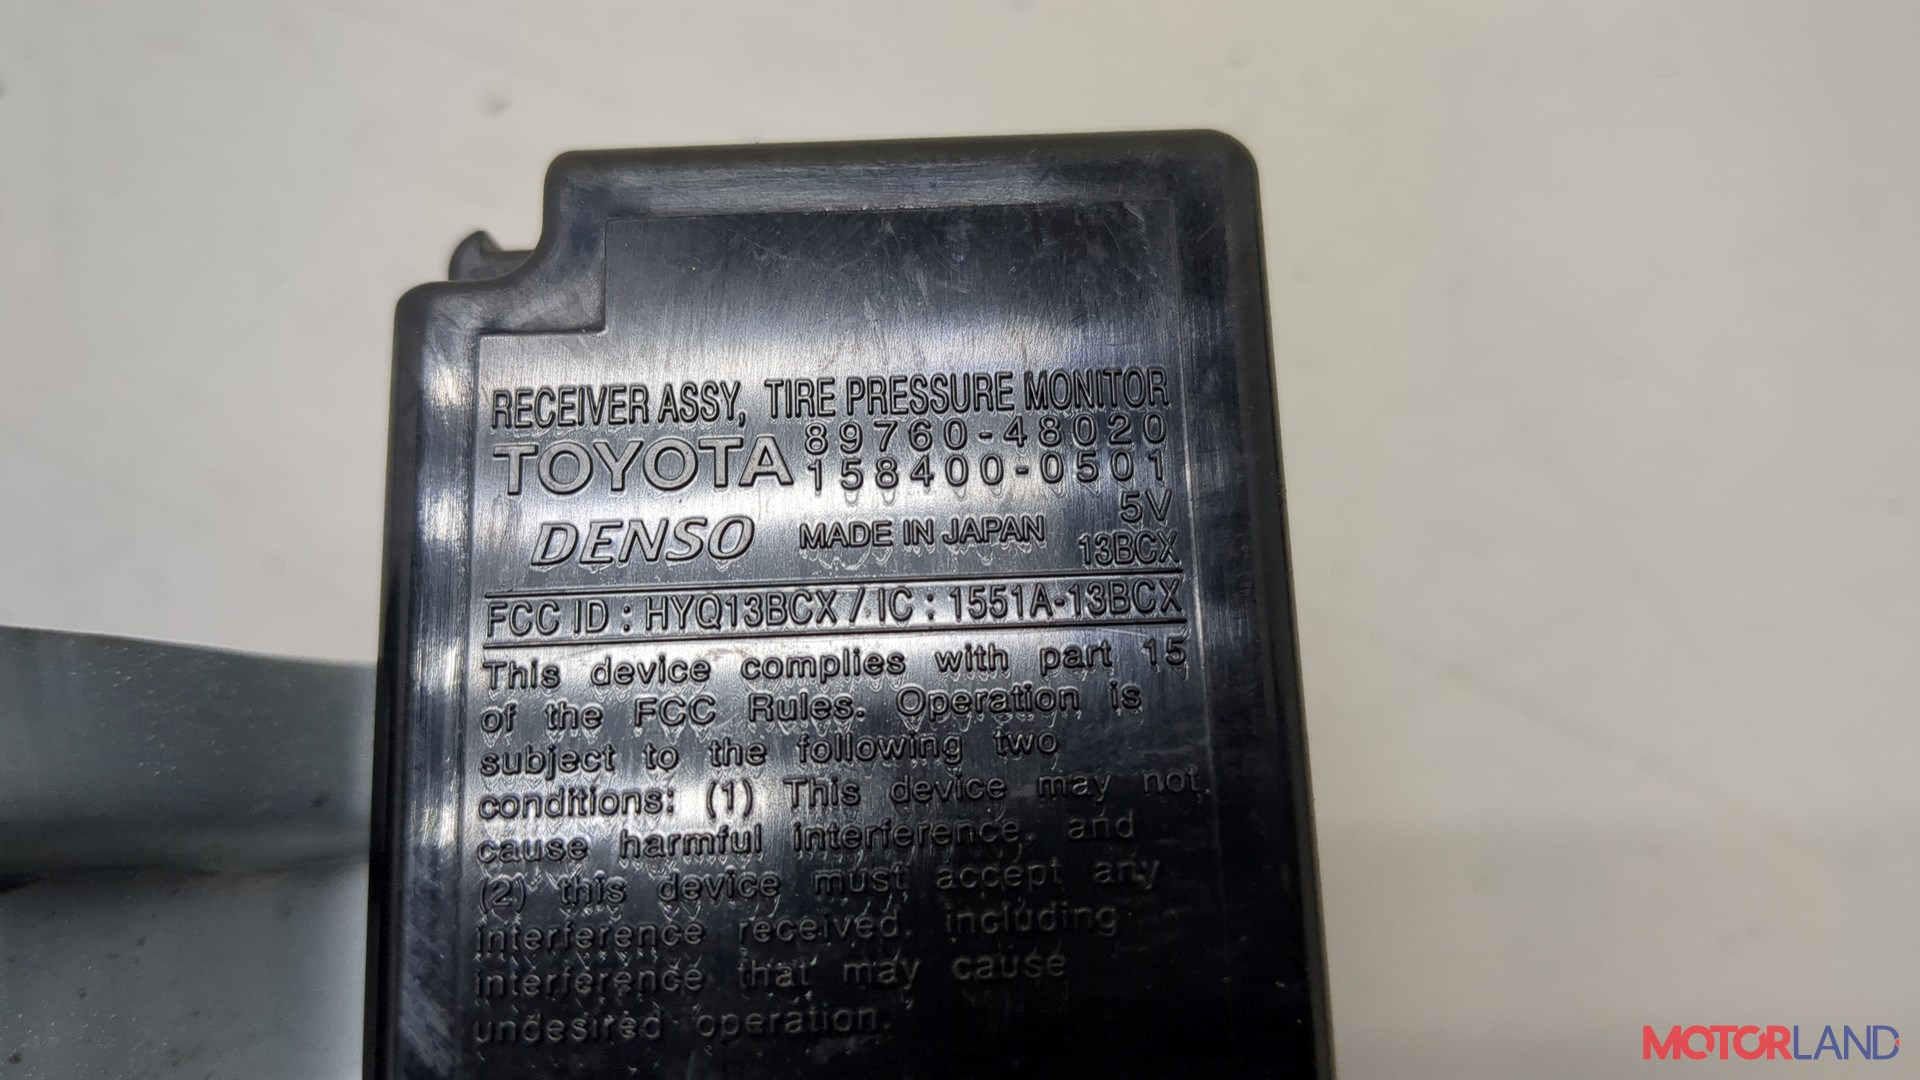 RECEIVER ASSY, TIRE PRESSURE MONITOR
TOYOTA 89760-48020
158400-0501
5V
DENSO MADE IN JAPAN 13BCX
FCC ID : HYQ13BCX / IC : 1551A-13BCX
This device complies with part 15
of the FCC Rules. Operation is
subject to the following two
conditions: (1) This device may not
cause harmful interference, and
(2) this device must accept any
interference received, including
interference that may cause
undesired operation.
MOTORLAND